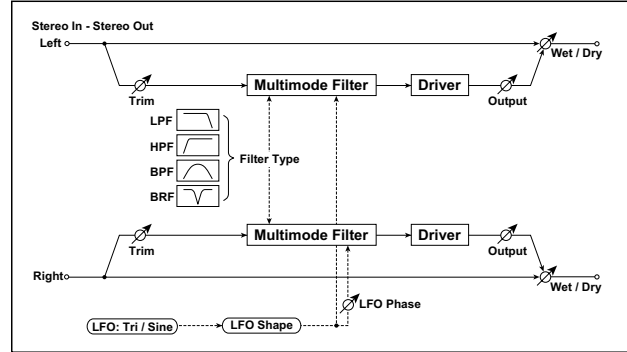 Stereo In - Stereo Out
Left
Wet / Dry
Multimode Filter
Driver
Trim
Output
LPF
HPF
Filter Type
BPF
BRF
Multimode Filter
Driver
Trim
Output
Right
Wet / Dry
LFO Phase
LFO: Tri / Sine
LFO Shape